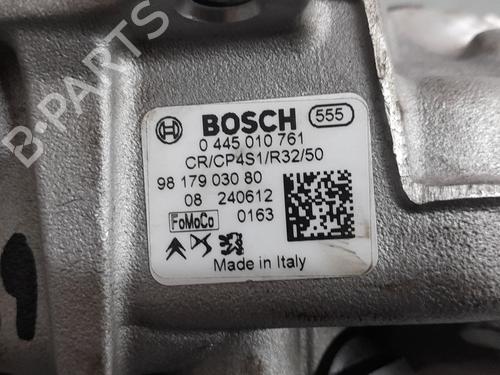 B-PARTS
BOSCH 555
0 445 010 761
CR/CP4S1/R32/50
98 179 030 80
08 240612
FoMoCo 0163
Made in Italy